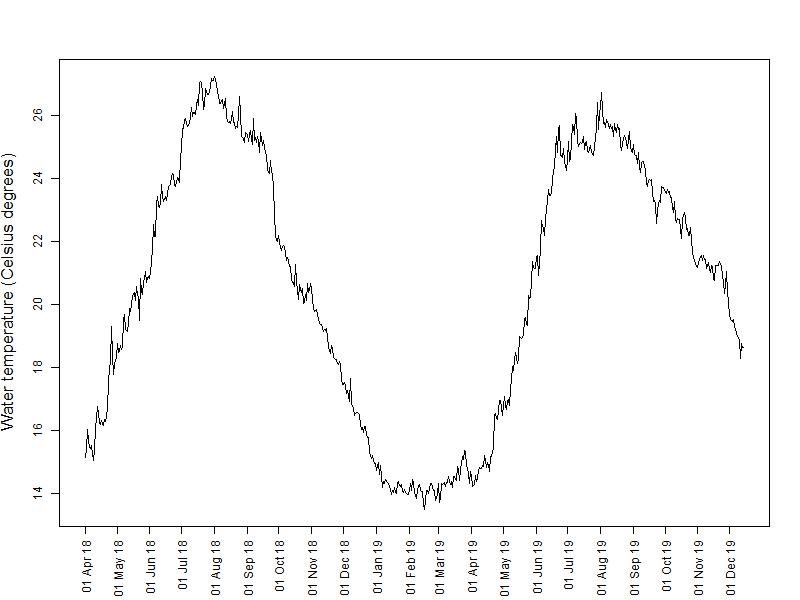 Water temperature (Celsius degrees)
26
24
22
20
18
16
14
01 Apr 18
01 May 18
01 Jun 18
01 Jul 18
01 Aug 18
01 Sep 18
01 Oct 18
01 Nov 18
01 Dec 18
01 Jan 19
01 Feb 19
01 Mar 19
01 Apr 19
01 May 19
01 Jun 19
01 Jul 19
01 Aug 19
01 Sep 19
01 Oct 19
01 Nov 19
01 Dec 19